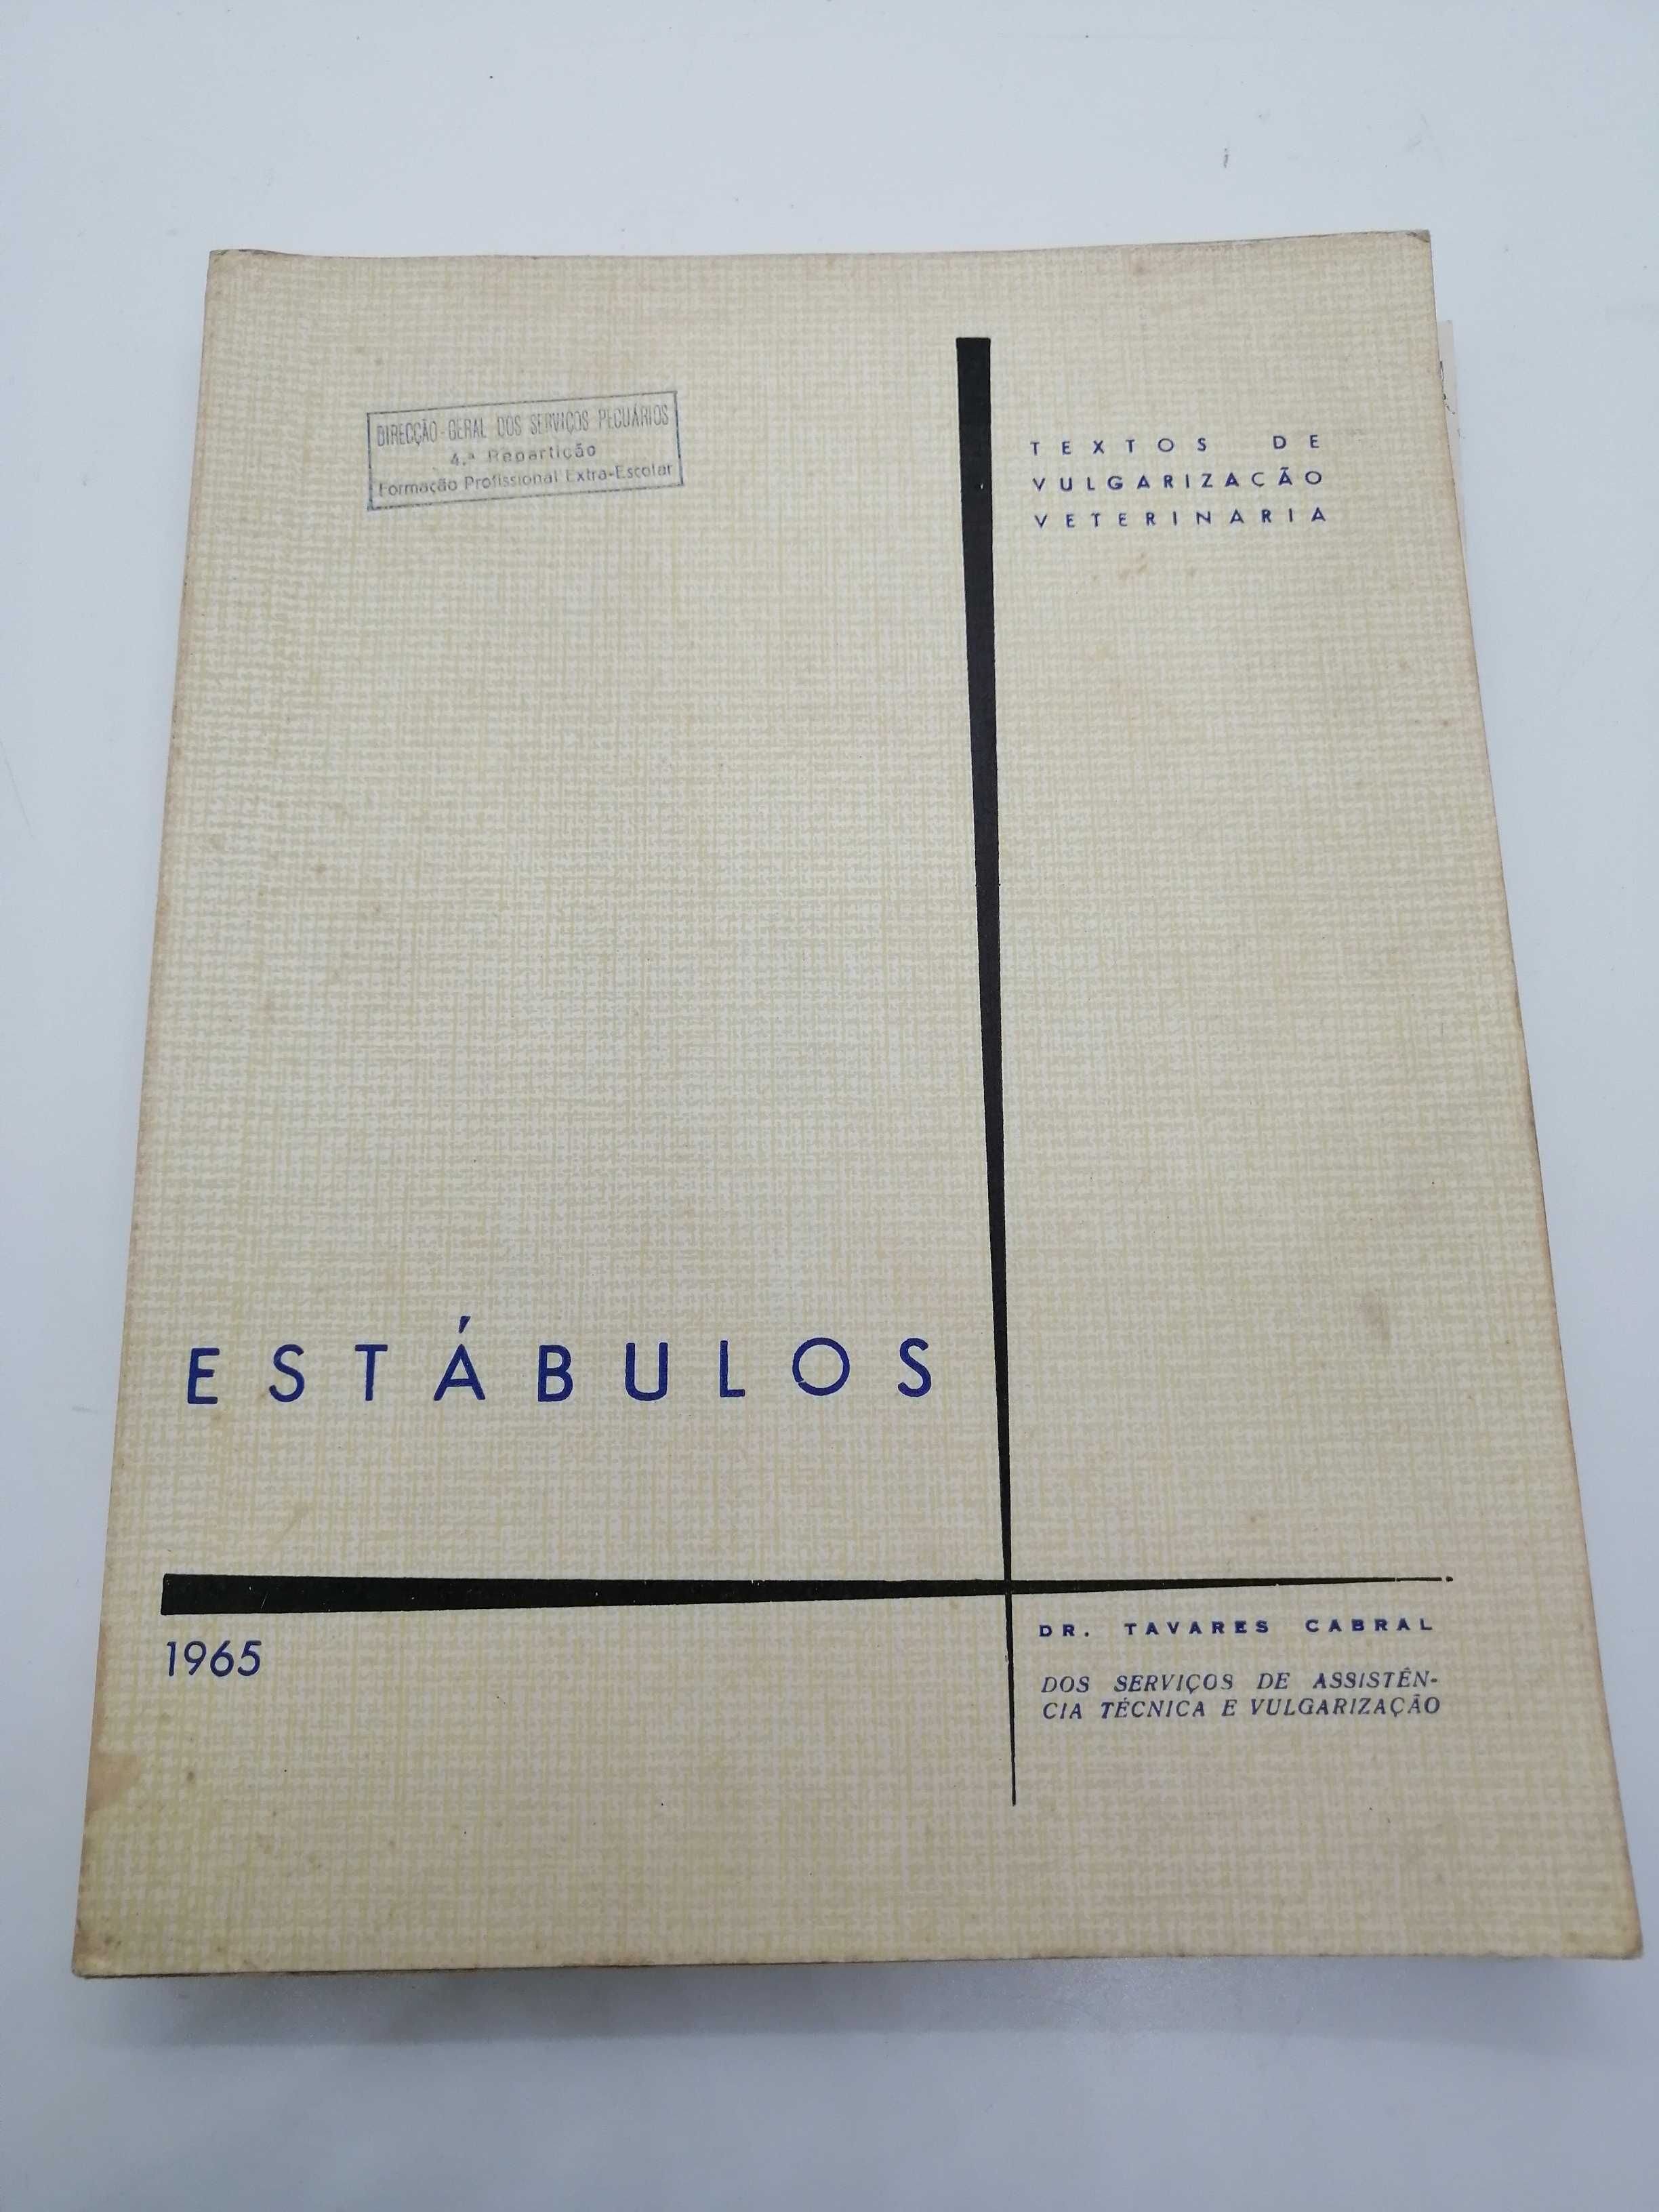 DIRECÇÃO-GERAL DOS SERVIÇOS PECUÁRIOS
4.ª Repartição
Formação Profissional Extra-Escolar
TEXTOS DE
VULGARIZAÇÃO
VETERINARIA
ESTÁBULOS
1965
DR. TAVARES CABRAL
DOS SERVIÇOS DE ASSISTÊN-
CIA TÉCNICA E VULGARIZAÇÃO